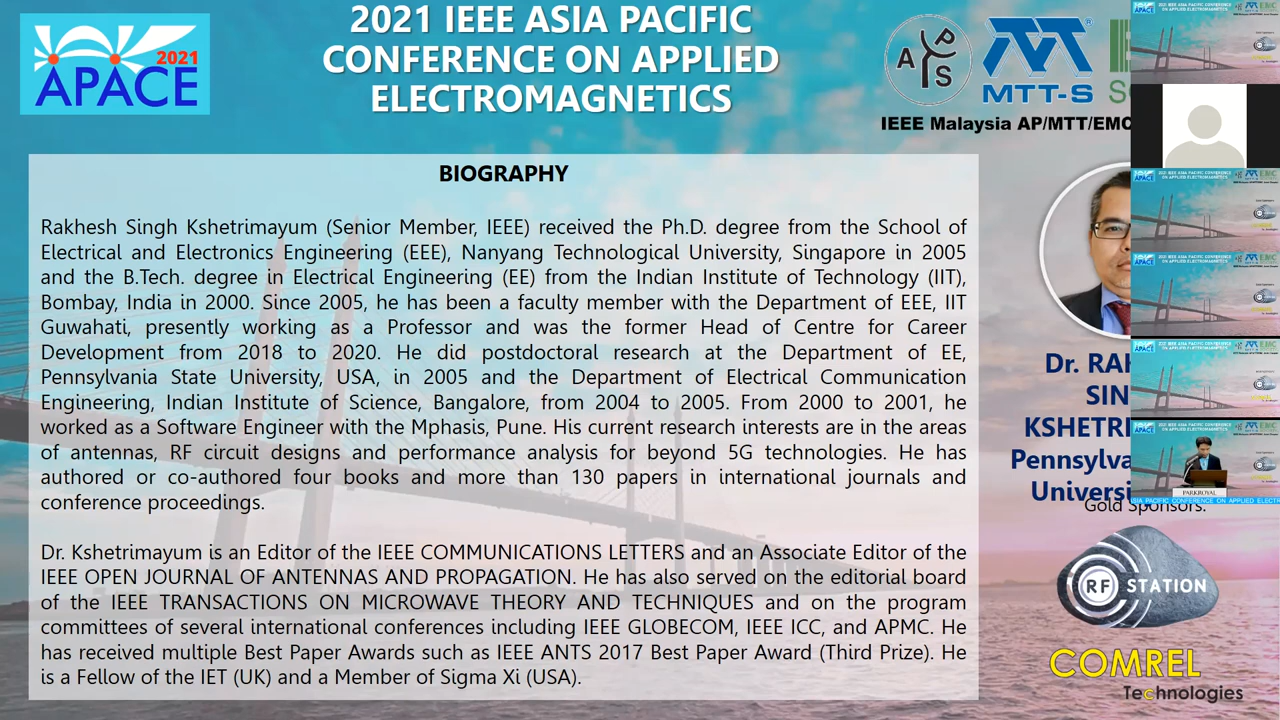 2021 IEEE ASIA PACIFIC
CONFERENCE ON APPLIED
ELECTROMAGNETICS
2021
APACE
A P S
MTT-S
IEEE Malaysia AP/MTT/EMC
BIOGRAPHY
Rakhesh Singh Kshetrimayum (Senior Member, IEEE) received the Ph.D. degree from the School of
Electrical and Electronics Engineering (EEE), Nanyang Technological University, Singapore in 2005
and the B.Tech. degree in Electrical Engineering (EE) from the Indian Institute of Technology (IIT),
Bombay, India in 2000. Since 2005, he has been a faculty member with the Department of EEE, IIT
Guwahati, presently working as a Professor and was the former Head of Centre for Career
Development from 2018 to 2020. He did postdoctoral research at the Department of EE,
Pennsylvania State University, USA, in 2005 and the Department of Electrical Communication
Engineering, Indian Institute of Science, Bangalore, from 2004 to 2005. From 2000 to 2001, he
worked as a Software Engineer with the Mphasis, Pune. His current research interests are in the areas
of antennas, RF circuit designs and performance analysis for beyond 5G technologies. He has
authored or co-authored four books and more than 130 papers in international journals and
conference proceedings.
Dr. Kshetrimayum is an Editor of the IEEE COMMUNICATIONS LETTERS and an Associate Editor of the
IEEE OPEN JOURNAL OF ANTENNAS AND PROPAGATION. He has also served on the editorial board
of the IEEE TRANSACTIONS ON MICROWAVE THEORY AND TECHNIQUES and on the program
committees of several international conferences including IEEE GLOBECOM, IEEE ICC, and APMC. He
has received multiple Best Paper Awards such as IEEE ANTS 2017 Best Paper Award (Third Prize). He
is a Fellow of the IET (UK) and a Member of Sigma Xi (USA).
Dr. RAK
SIN
KSHETRI
Pennsylva
Universi
Gold Sponsors:
RF STATION
COMREL
Technologies
PARKROYAL
ASIA PACIFIC CONFERENCE ON APPLIED ELECTR